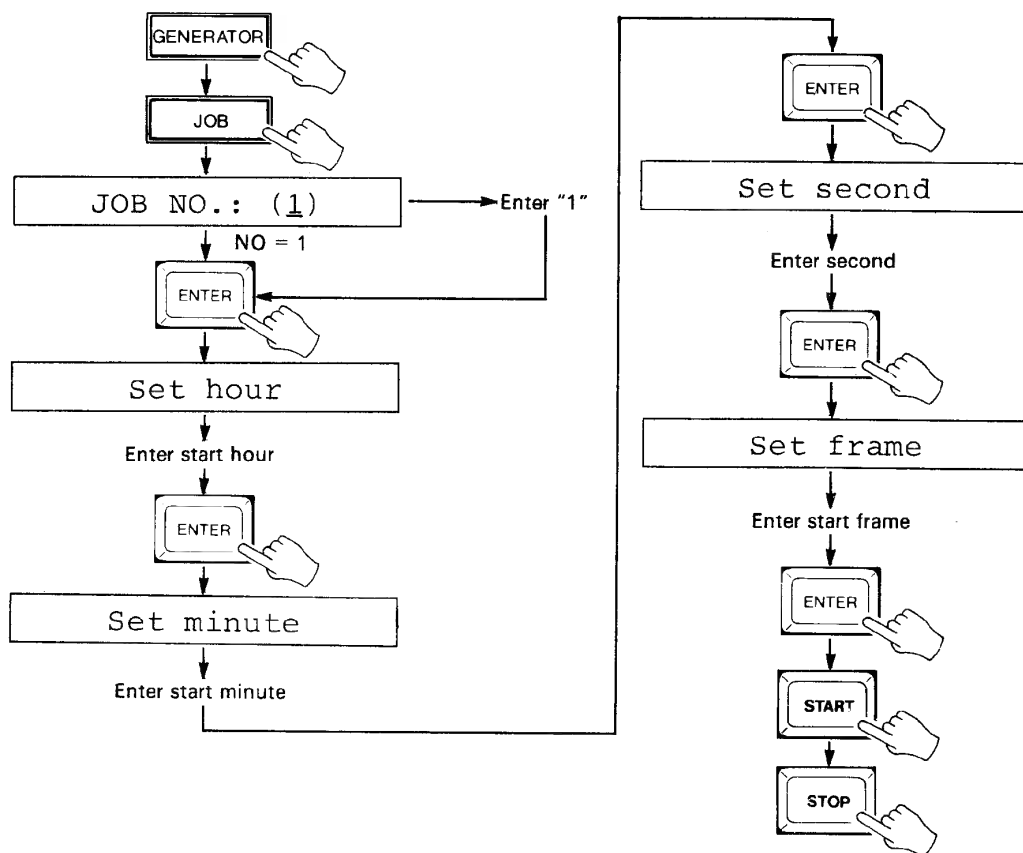 GENERATOR
JOB
JOB NO.: (1)
Enter "1"
NO = 1
ENTER
Set hour
Enter start hour
ENTER
Set minute
Enter start minute
ENTER
Set second
Enter second
ENTER
Set frame
Enter start frame
ENTER
START
STOP